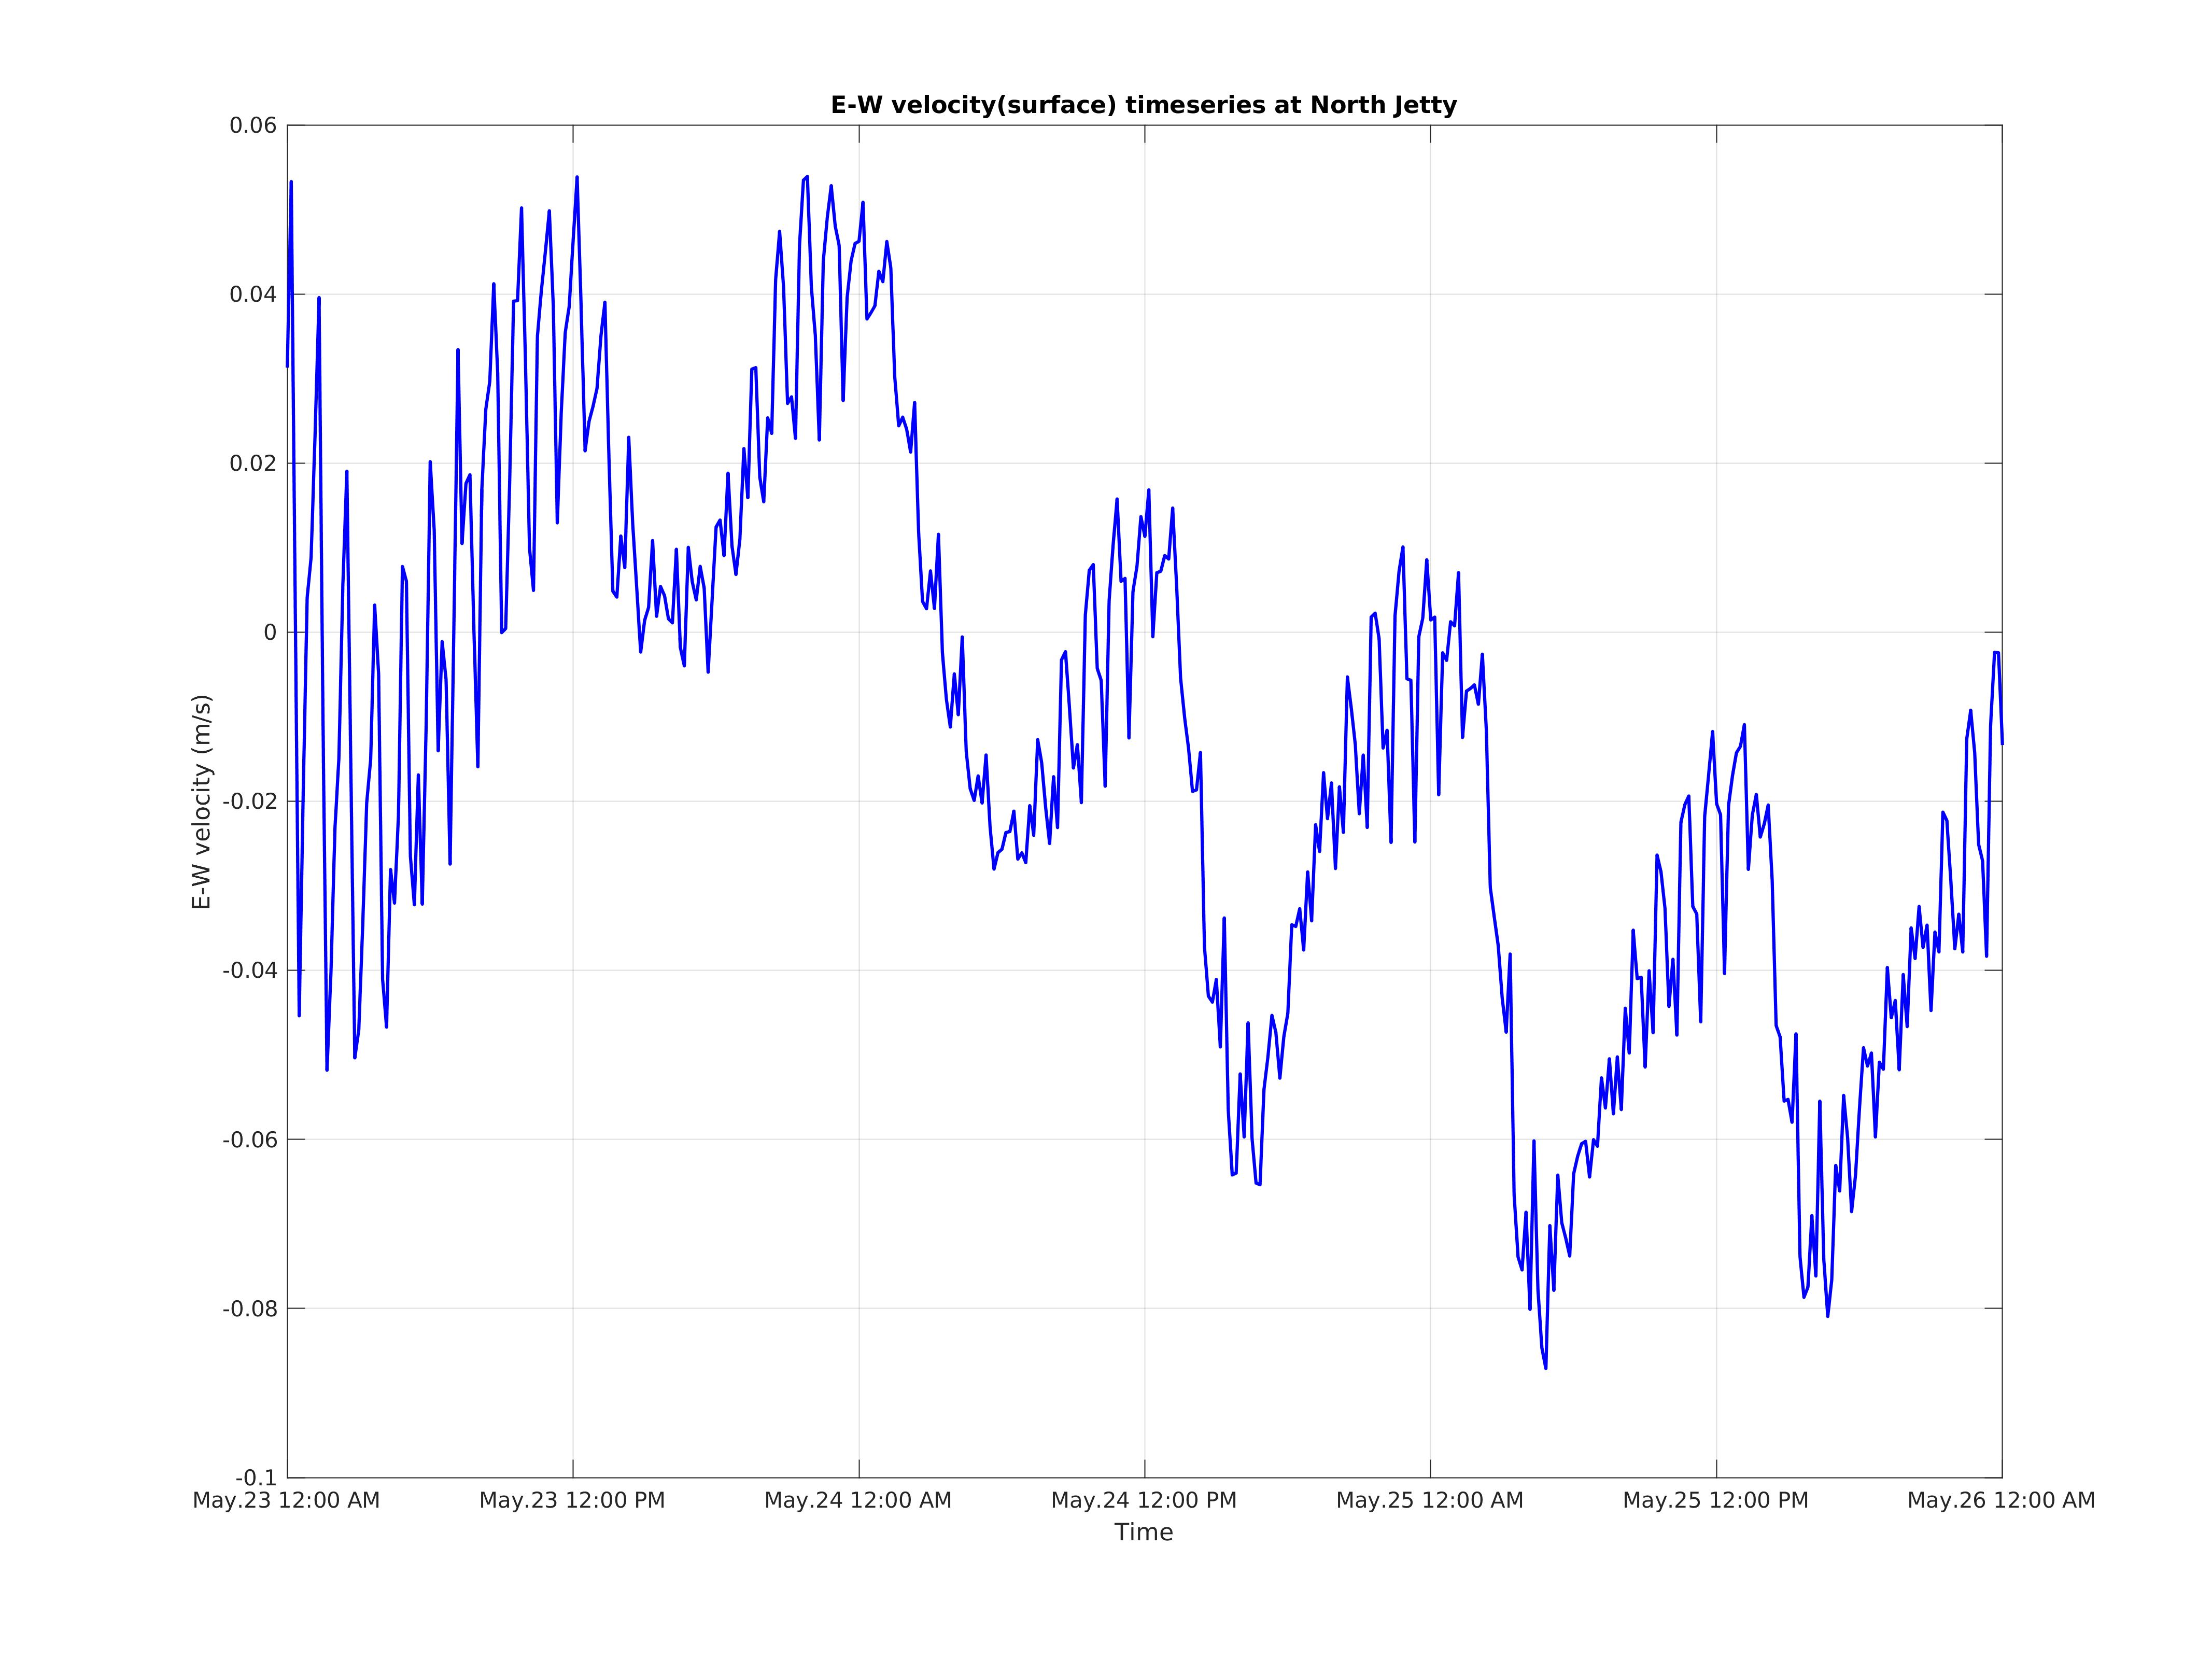 E-W velocity(surface) timeseries at North Jetty
0.06
0.04
0.02
0
-0.02
-0.04
-0.06
-0.08
-0.1
E-W velocity (m/s)
May.23 12:00 AM
May.23 12:00 PM
May.24 12:00 AM
May.24 12:00 PM
May.25 12:00 AM
May.25 12:00 PM
May.26 12:00 AM
Time